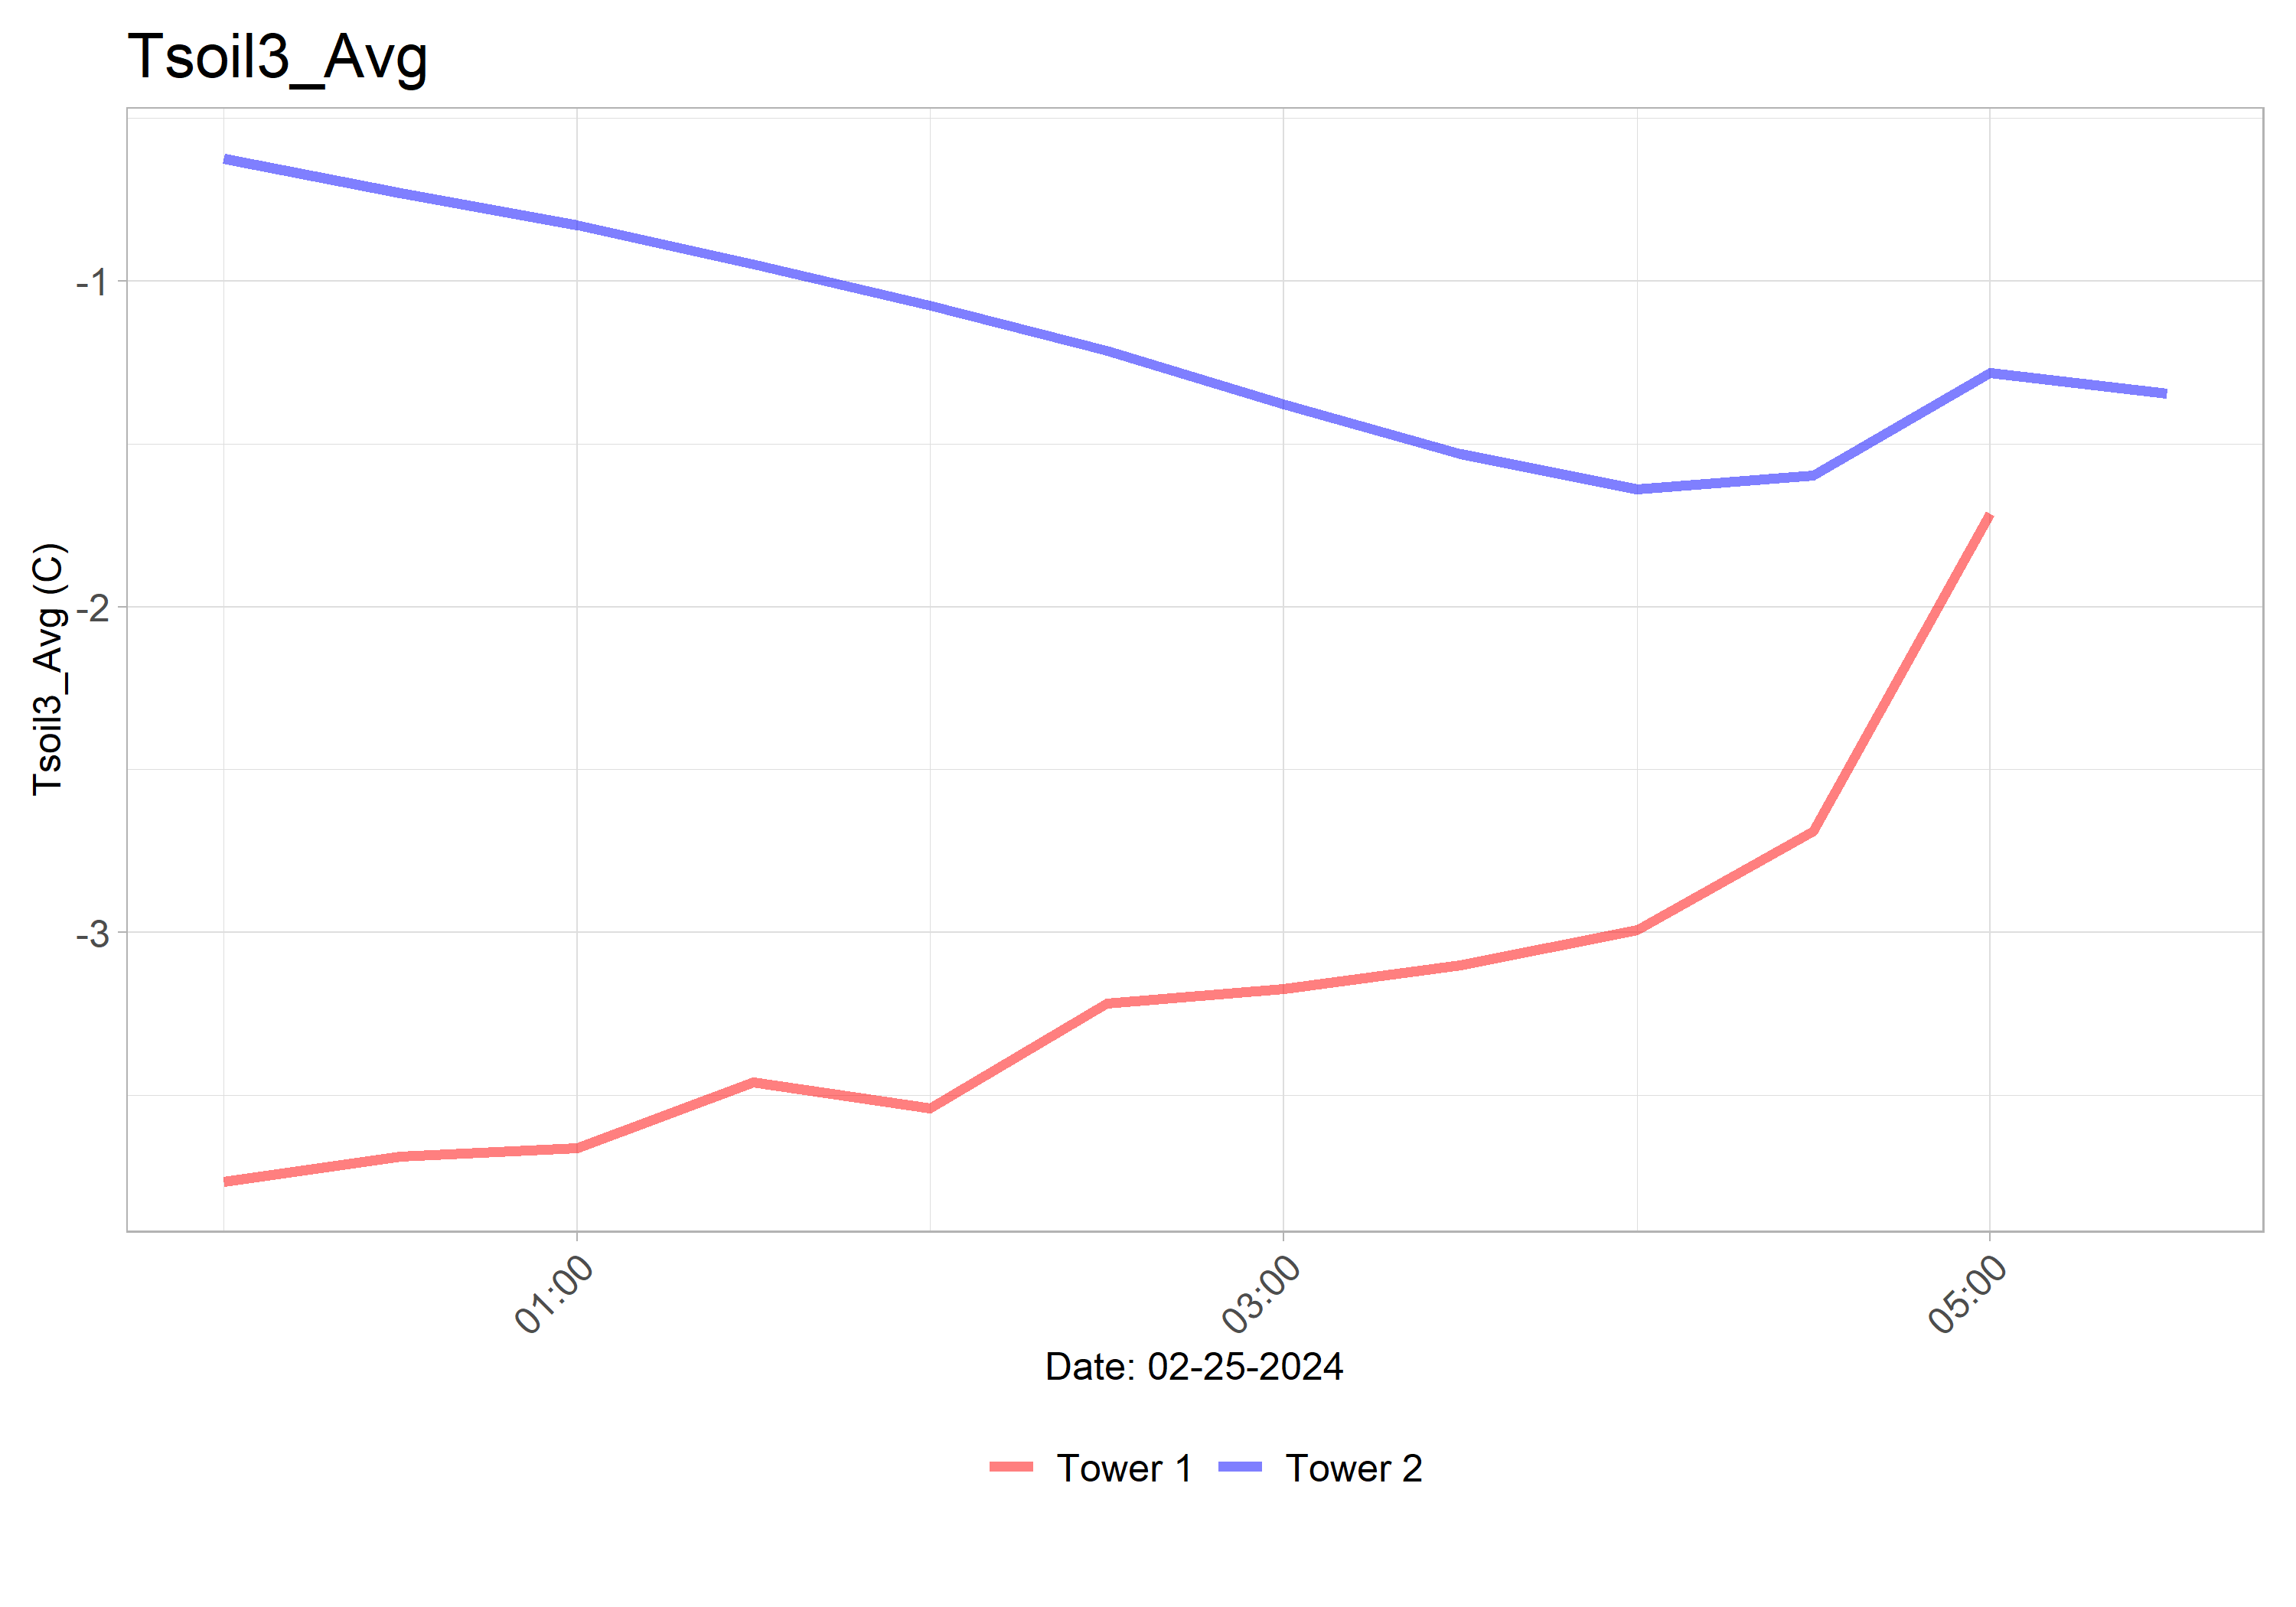 Tsoil3_Avg
Tsoil3_Avg (C)
-1
-2
-3
01:00
03:00
05:00
Date: 02-25-2024
Tower 1
Tower 2